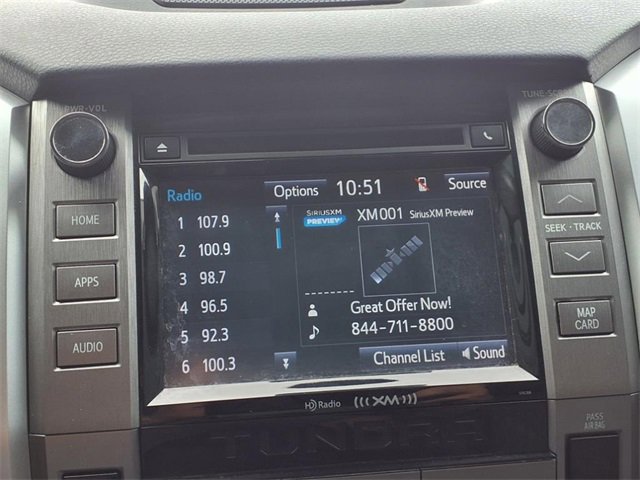 PWR•VOL
TUNE•SCROLL
Radio
Options
10:51
Source
HOME
1 107.9
SIRIUSXM
PREVIEW
XM001 SiriusXM Preview
2 100.9
SEEK • TRACK
APPS
3 98.7
4 96.5
Great Offer Now!
844-711-8800
MAP
CARD
AUDIO
5 92.3
6 100.3
Channel List
Sound
HD Radio
(((XM)))
PASS
AIR BAG
TUNDRA